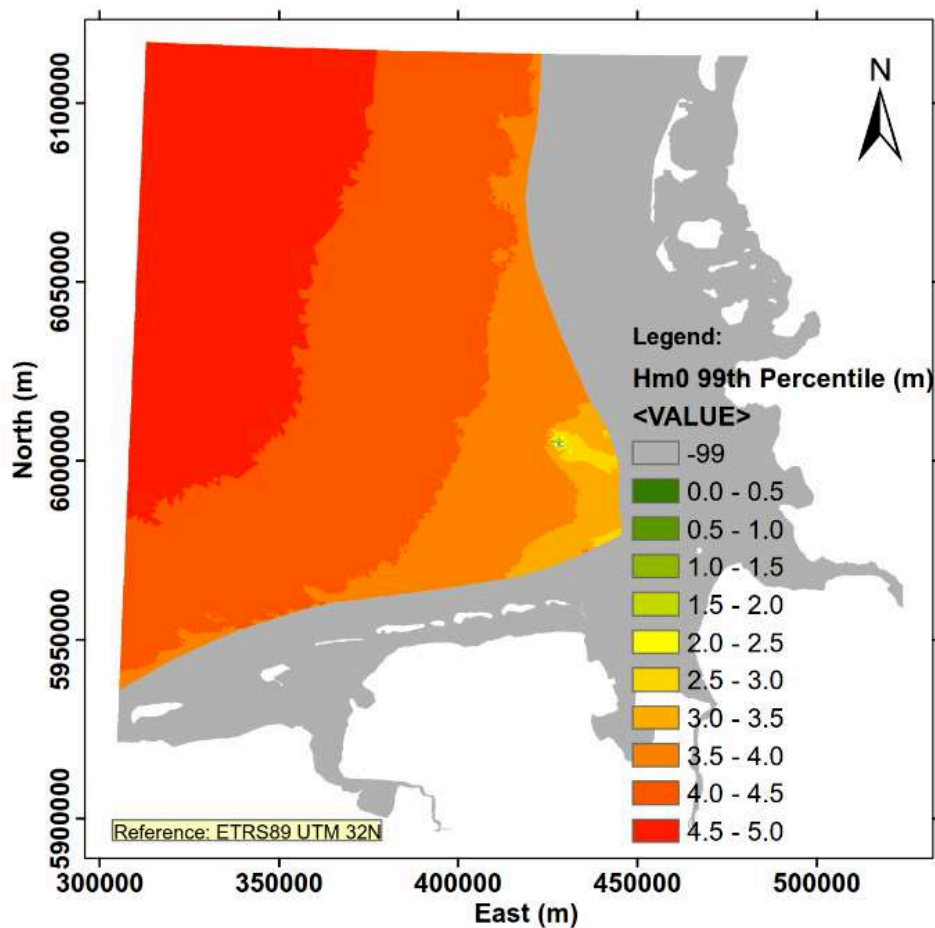 N
6100000
6050000
6000000
5950000
5900000
North (m)
Legend:
Hm0 99th Percentile (m)
<VALUE>
-99
0.0 - 0.5
0.5 - 1.0
1.0 - 1.5
1.5 - 2.0
2.0 - 2.5
2.5 - 3.0
3.0 - 3.5
3.5 - 4.0
4.0 - 4.5
4.5 - 5.0
Reference: ETRS89 UTM 32N
300000 350000 400000 450000 500000
East (m)